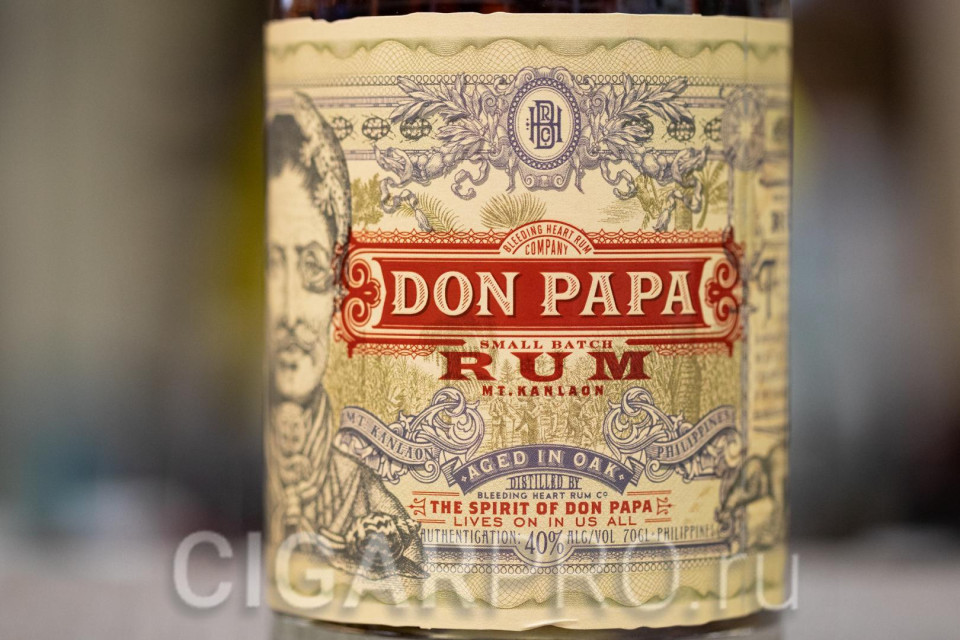 BLEEDING HEART RUM
COMPANY
DON PAPA
SMALL BATCH
RUM
MT. KANLAON
MT KANLAON
PHILIPPINES
AGED IN OAK
DISTILLED BY
BLEEDING HEART RUM CO
THE SPIRIT OF DON PAPA
LIVES ON IN US ALL
AUTHENTICATION: 40% ALC/VOL 70CL · PHILIPPINES
CIGARPRO.ru